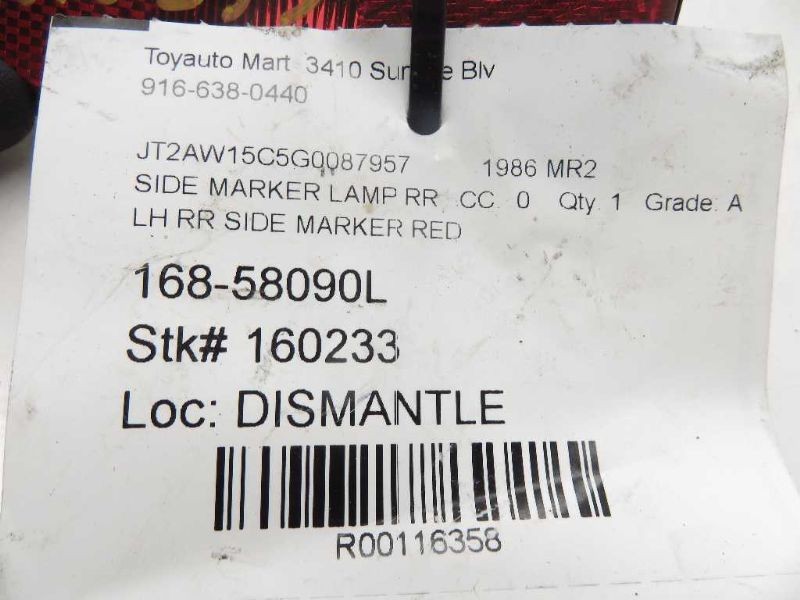 Toyauto Mart 3410 Blv
916-638-0440
JT2AW15C5G0087957 1986 MR2
SIDE MARKER LAMP RR CC: 0 Qty: 1 Grade: A
LH RR SIDE MARKER RED
168-58090L
Stk# 160233
Loc: DISMANTLE
R00116358